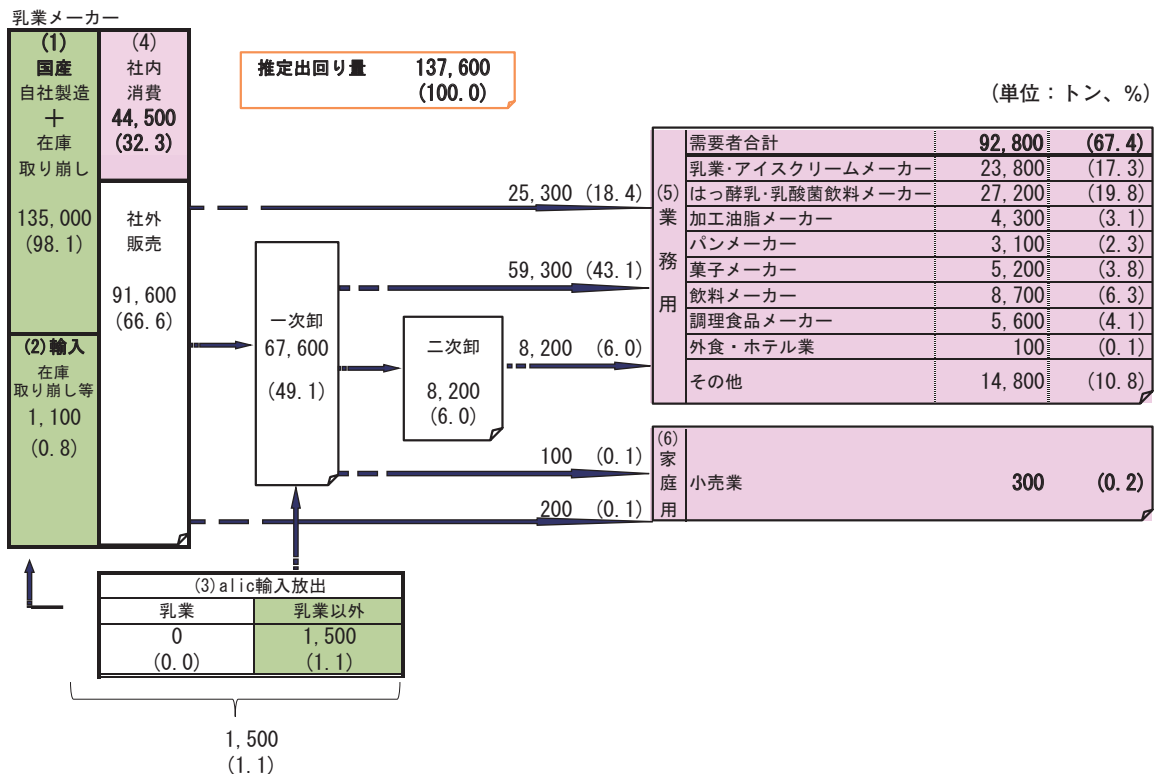 乳業メーカー
(1)
国産
自社製造
＋
在庫
取り崩し
135,000
(98.1)
(2)輸入
在庫
取り崩し等
1,100
(0.8)
(4)
社内
消費
44,500
(32.3)
社外
販売
91,600
(66.6)
推定出回り量 137,600
(100.0)
(単位：トン、%)
一次卸
67,600
(49.1)
二次卸
8,200
(6.0)
25,300 (18.4)
59,300 (43.1)
8,200 (6.0)
100 (0.1)
200 (0.1)
(5)
業
務
用
需要者合計 92,800 (67.4)
乳業・アイスクリームメーカー 23,800 (17.3)
はっ酵乳・乳酸菌飲料メーカー 27,200 (19.8)
加工油脂メーカー 4,300 (3.1)
パンメーカー 3,100 (2.3)
菓子メーカー 5,200 (3.8)
飲料メーカー 8,700 (6.3)
調理食品メーカー 5,600 (4.1)
外食・ホテル業 100 (0.1)
その他 14,800 (10.8)
(6)
家
庭
用
小売業 300 (0.2)
(3)alic輸入放出
乳業 乳業以外
0 1,500
(0.0) (1.1)
1,500
(1.1)